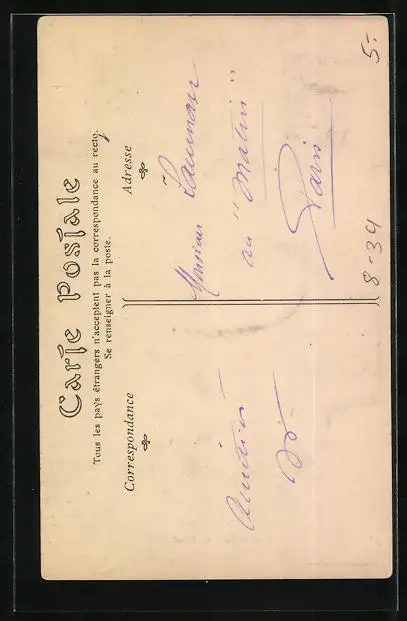 Carte Postale
Tous les pays étrangers n'acceptent pas la correspondance au recto.
Se renseigner à la poste.
Correspondance
Adresse
Amitiés
Monsieur
au "Matin"
Paris
8-34
5.-